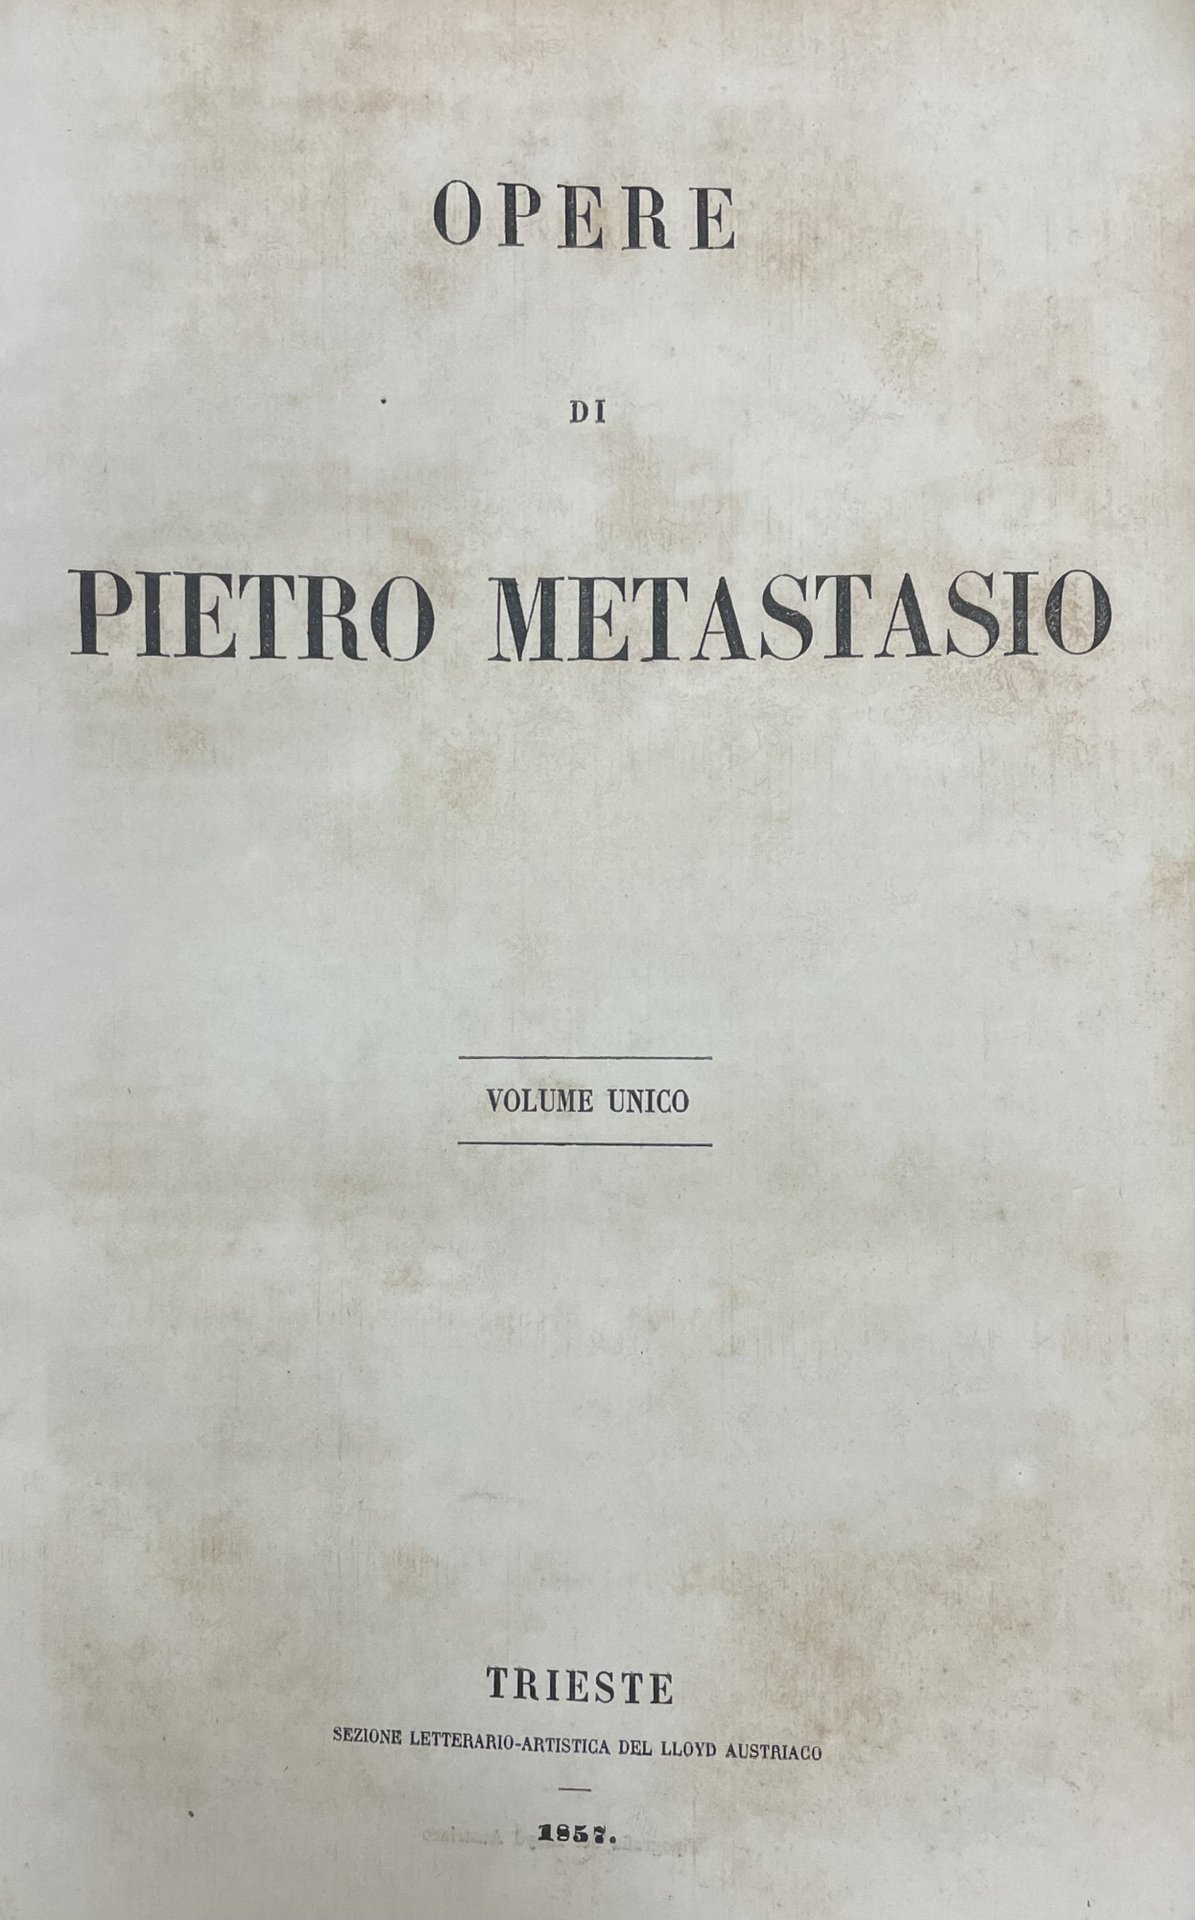 OPERE
DI
PIETRO METASTASIO
VOLUME UNICO
TRIESTE
SEZIONE LETTERARIO-ARTISTICA DEL LLOYD AUSTRIACO
1857.